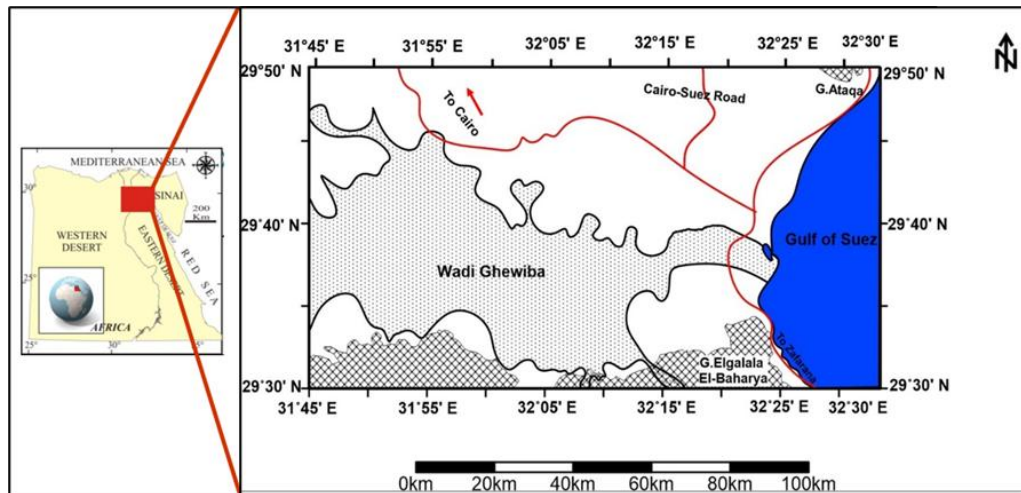 MEDITERRANEAN SEA
30°
SINAI
200
Km
WESTERN
DESERT
EASTERN DESERT
RED SEA
25°
AFRICA
25°
30°
35°
31°45' E 31°55' E 32°05' E 32°15' E 32°25' E 32°30' E
N
29°50' N 29°50' N
G.Ataqa
Cairo-Suez Road
To Cairo
29°40' N 29°40' N
Gulf of Suez
Wadi Ghewiba
To Zafarana
G.Elgalala
El-Baharya
29°30' N 29°30' N
31°45' E 31°55' E 32°05' E 32°15' E 32°25' E 32°30' E
0km 20km 40km 60km 80km 100km